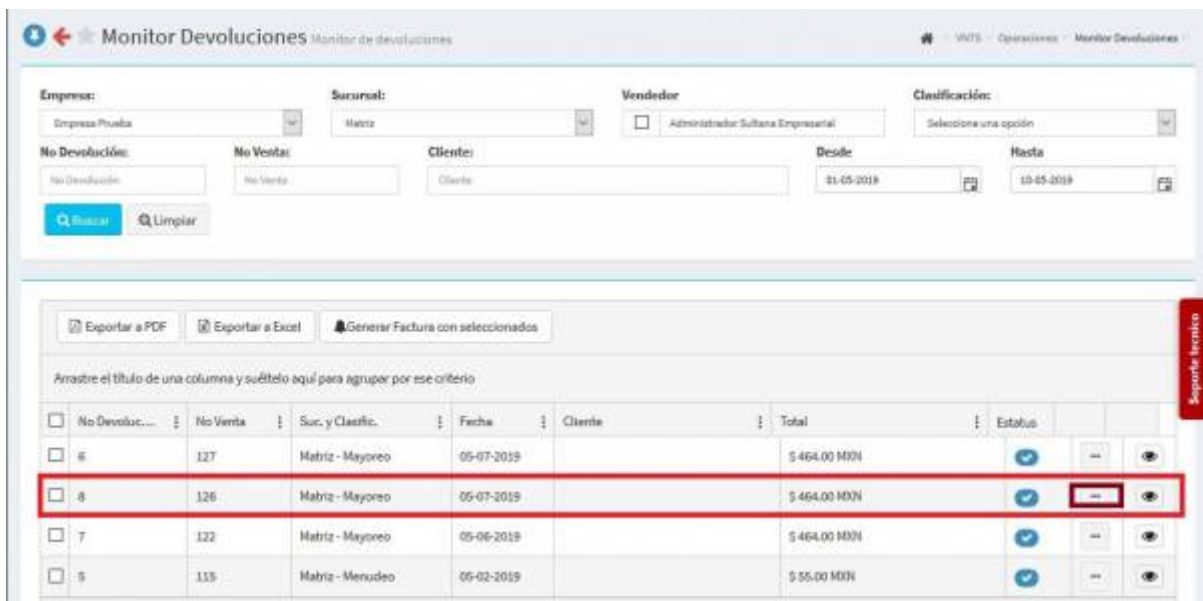 Monitor Devoluciones Monitor de devoluciones
VNTS - Operaciones - Monitor Devoluciones
Empresa: Sucursal: Vendedor Clasificación:
Empresa Prueba Matriz Administrador Sultana Empresarial Seleccione una opción
No Devolución: No Venta: Cliente: Desde Hasta
No Devolución No Venta Cliente 01-05-2019 10-05-2019
Buscar Limpiar
Soporte tecnico
Exportar a PDF Exportar a Excel Generar Factura con seleccionados
Arrastre el título de una columna y suéltelo aquí para agrupar por ese criterio
No Devoluc.... No Venta Suc. y Clasific. Fecha Cliente Total Estatus
6 127 Matriz - Mayoreo 05-07-2019 $ 464.00 MXN
8 126 Matriz - Mayoreo 05-07-2019 $ 464.00 MXN
7 122 Matriz - Mayoreo 05-06-2019 $ 464.00 MXN
5 115 Matriz - Menudeo 05-02-2019 $ 55.00 MXN